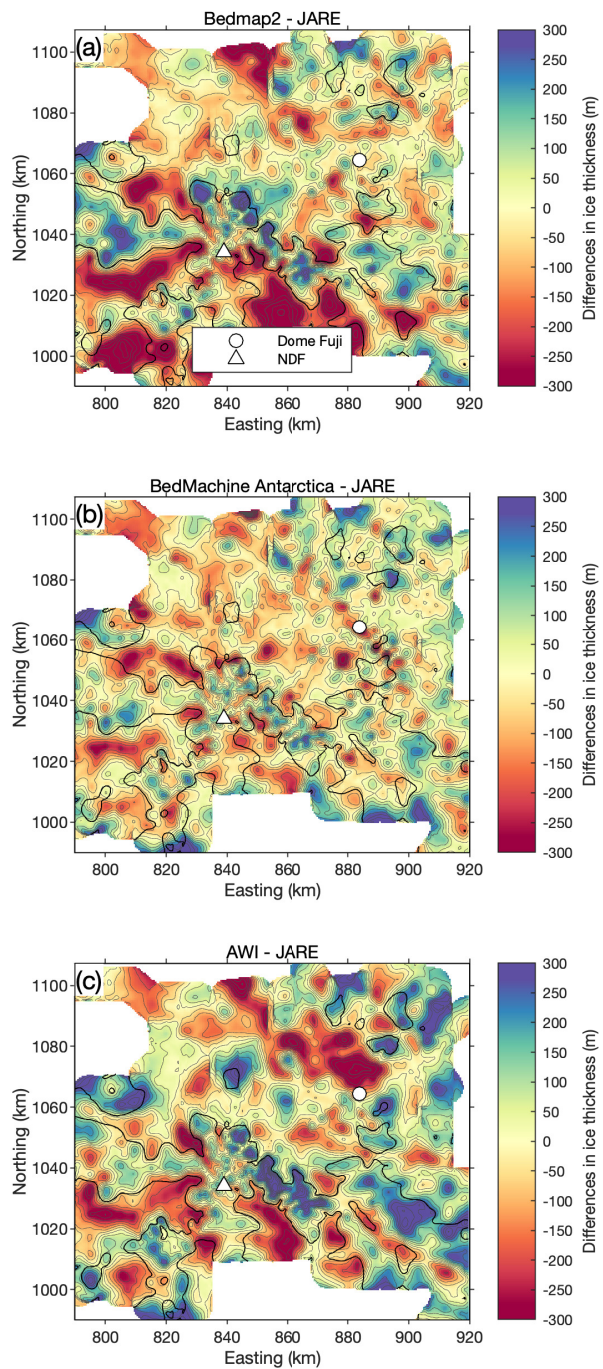 Bedmap2 - JARE
(a)
1100
1080
1060
1040
1020
1000
Northing (km)
800 820 840 860 880 900 920
Easting (km)
Dome Fuji
NDF
300
250
200
150
100
50
0
-50
-100
-150
-200
-250
-300
Differences in ice thickness (m)
BedMachine Antarctica - JARE
(b)
1100
1080
1060
1040
1020
1000
Northing (km)
800 820 840 860 880 900 920
Easting (km)
300
250
200
150
100
50
0
-50
-100
-150
-200
-250
-300
Differences in ice thickness (m)
AWI - JARE
(c)
1100
1080
1060
1040
1020
1000
Northing (km)
800 820 840 860 880 900 920
Easting (km)
300
250
200
150
100
50
0
-50
-100
-150
-200
-250
-300
Differences in ice thickness (m)